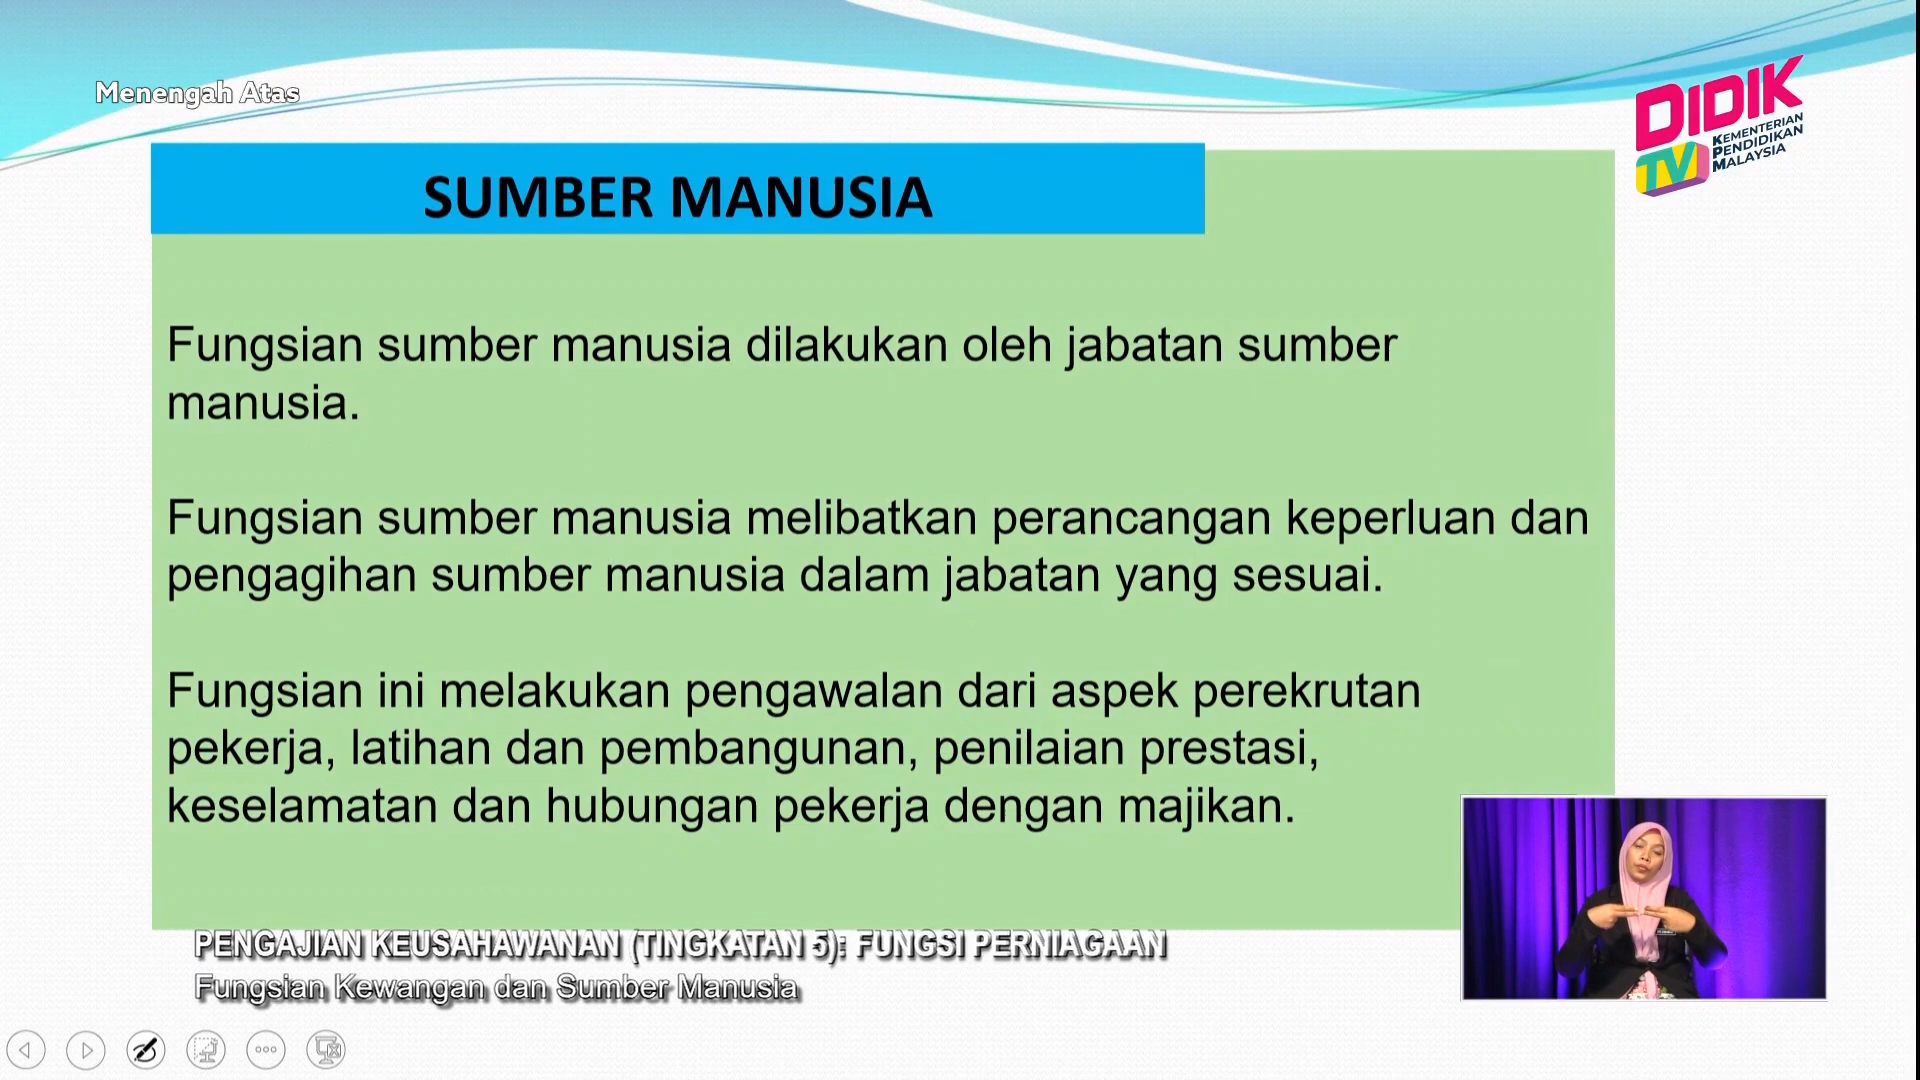 Menengah Atas
DIDIK
TV
KEMENTERIAN
PENDIDIKAN
MALAYSIA
SUMBER MANUSIA
Fungsian sumber manusia dilakukan oleh jabatan sumber
manusia.
Fungsian sumber manusia melibatkan perancangan keperluan dan
pengagihan sumber manusia dalam jabatan yang sesuai.
Fungsian ini melakukan pengawalan dari aspek perekrutan
pekerja, latihan dan pembangunan, penilaian prestasi,
keselamatan dan hubungan pekerja dengan majikan.
PENGAJIAN KEUSAHAWANAN (TINGKATAN 5): FUNGSI PERNIAGAAN
Fungsian Kewangan dan Sumber Manusia